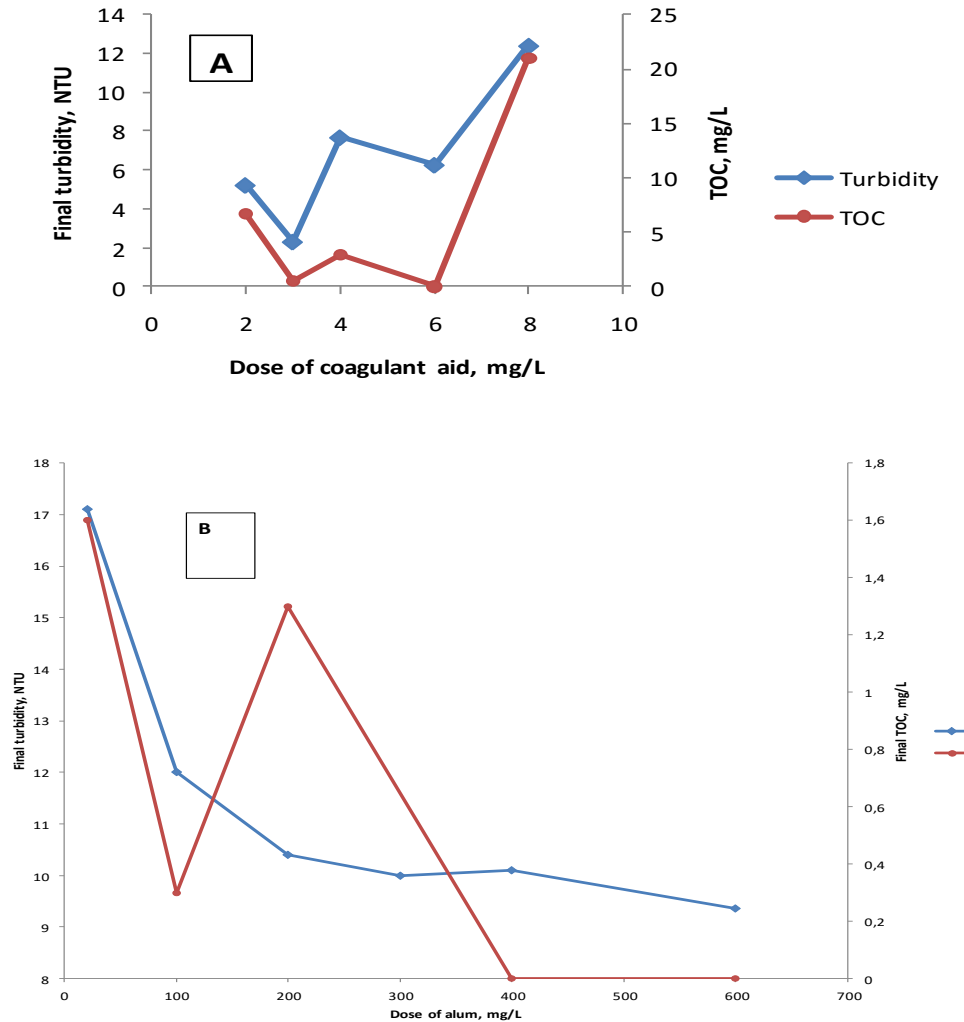 Final turbidity, NTU
14
12
10
8
6
4
2
0
A
25
20
15
10
5
0
TOC, mg/L
Turbidity
TOC
0 2 4 6 8 10
Dose of coagulant aid, mg/L
Final turbidity, NTU
18
17
16
15
14
13
12
11
10
9
8
B
1,8
1,6
1,4
1,2
1
0,8
0,6
0,4
0,2
0
Final TOC, mg/L
0 100 200 300 400 500 600 700
Dose of alum, mg/L